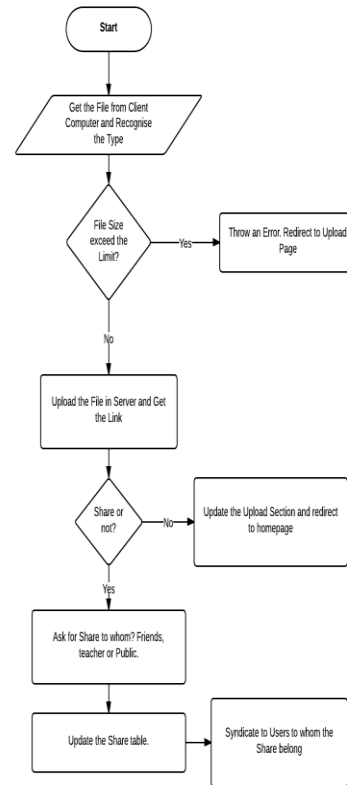 Start
Get the File from Client
Computer and Recognise
the Type
File Size
exceed the
Limit?
Yes
Throw an Error. Redirect to Upload
Page
No
Upload the File in Server and Get
the Link
Share or
not?
No
Update the Upload Section and redirect
to homepage
Yes
Ask for Share to whom? Friends,
teacher or Public.
Update the Share table.
Syndicate to Users to whom the
Share belong